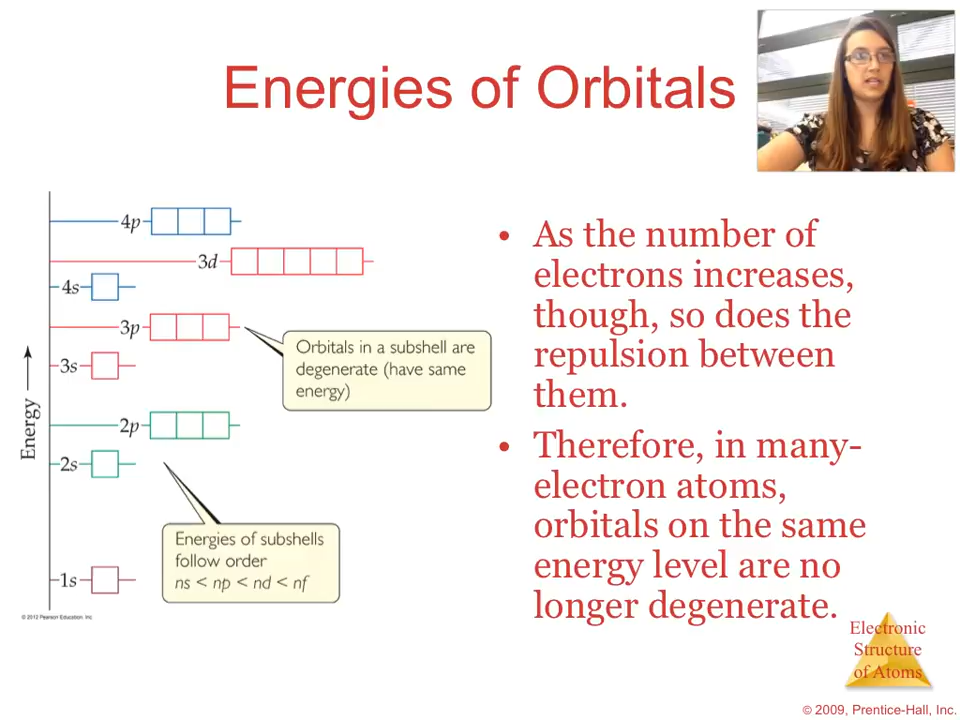 Energies of Orbitals
4p
3d
4s
3p
3s
2p
2s
1s
Energy
Orbitals in a subshell are
degenerate (have same
energy)
Energies of subshells
follow order
ns < np < nd < nf
© 2012 Pearson Education, Inc
• As the number of
electrons increases,
though, so does the
repulsion between
them.
• Therefore, in many-
electron atoms,
orbitals on the same
energy level are no
longer degenerate.
Electronic
Structure
of Atoms
© 2009, Prentice-Hall, Inc.